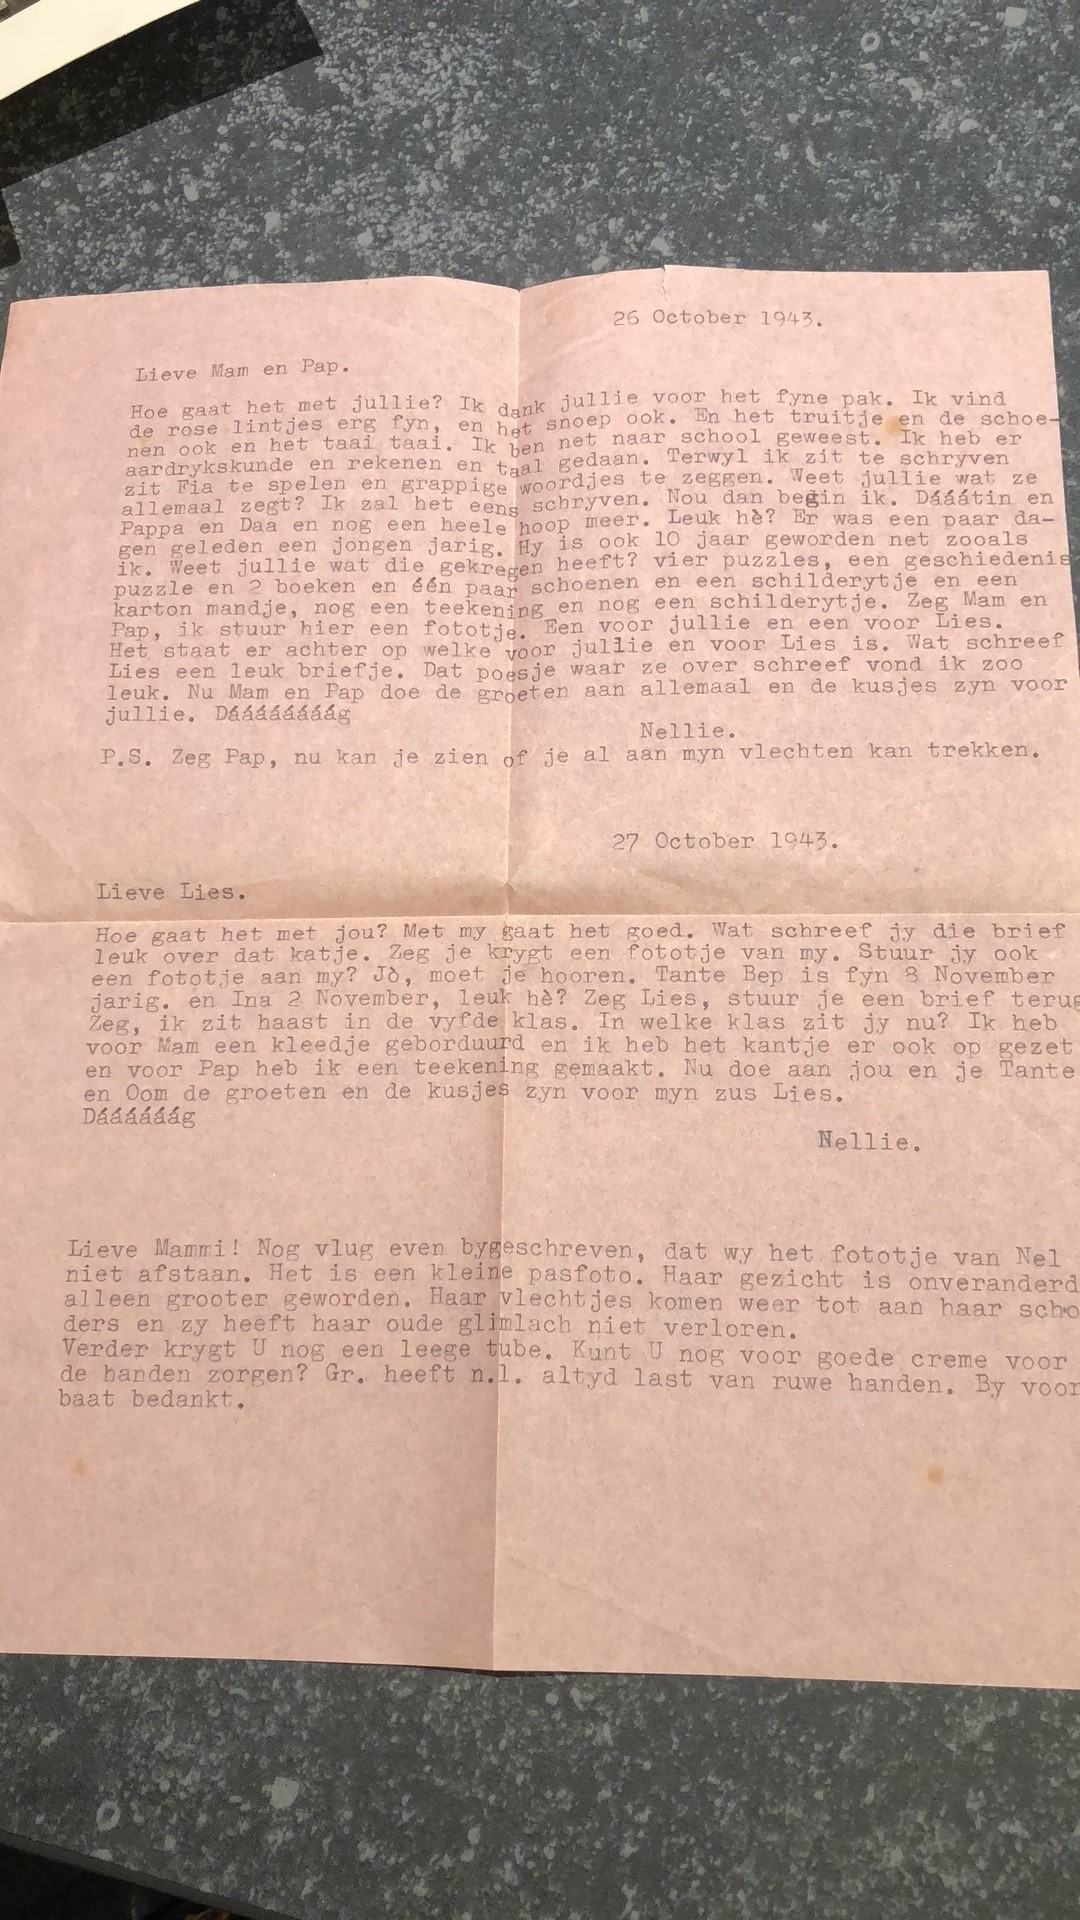 26 October 1943.
Lieve Mam en Pap.
Hoe gaat het met jullie? Ik dank jullie voor het fyne pak. Ik vind
de rose lintjes erg fyn, en het snoep ook. En het truitje en de schoe-
nen ook en het taai taai. Ik ben net naar school geweest. Ik heb er
aardrykskunde en rekenen en taal gedaan. Terwyl ik zit te schryven
zit Fia te spelen en grappige woordjes te zeggen. Weet jullie wat ze
allemaal zegt? Ik zal het eens schryven. Nou dan begin ik. Dááátin en
Pappa en Daa en nog een heele hoop meer. Leuk hè? Er was een paar da-
gen geleden een jongen jarig. Hy is ook 10 jaar geworden net zooals
ik. Weet jullie wat die gekregen heeft? vier puzzles, een geschiedenis
puzzle en 2 boeken en één paar schoenen en een schilderytje en een
karton mandje, nog een teekening en nog een schilderytje. Zeg Mam en
Pap, ik stuur hier een fototje. Een voor jullie en een voor Lies.
Het staat er achter op welke voor jullie en voor Lies is. Wat schreef
Lies een leuk briefje. Dat poesje waar ze over schreef vond ik zoo
leuk. Nu Mam en Pap doe de groeten aan allemaal en de kusjes zyn voor
jullie. Dáááááááág
Nellie.
P.S. Zeg Pap, nu kan je zien of je al aan myn vlechten kan trekken.
27 October 1943.
Lieve Lies.
Hoe gaat het met jou? Met my gaat het goed. Wat schreef jy die brief
leuk over dat katje. Zeg je krygt een fototje van my. Stuur jy ook
een fototje aan my? Jò, moet je hooren. Tante Bep is fyn 8 November
jarig. en Ina 2 November, leuk hè? Zeg Lies, stuur je een brief terug
Zeg, ik zit haast in de vyfde klas. In welke klas zit jy nu? Ik heb
voor Mam een kleedje geborduurd en ik heb het kantje er ook op gezet
en voor Pap heb ik een teekening gemaakt. Nu doe aan jou en je Tante
en Oom de groeten en de kusjes zyn voor myn zus Lies.
Dáááááág
Nellie.
Lieve Mammi! Nog vlug even bygeschreven, dat wy het fototje van Nel
niet afstaan. Het is een kleine pasfoto. Haar gezicht is onveranderd
alleen grooter geworden. Haar vlechtjes komen weer tot aan haar scho
ders en zy heeft haar oude glimlach niet verloren.
Verder krygt U nog een leege tube. Kunt U nog voor goede creme voor
de handen zorgen? Gr. heeft n.l. altyd last van ruwe handen. By voor
baat bedankt.